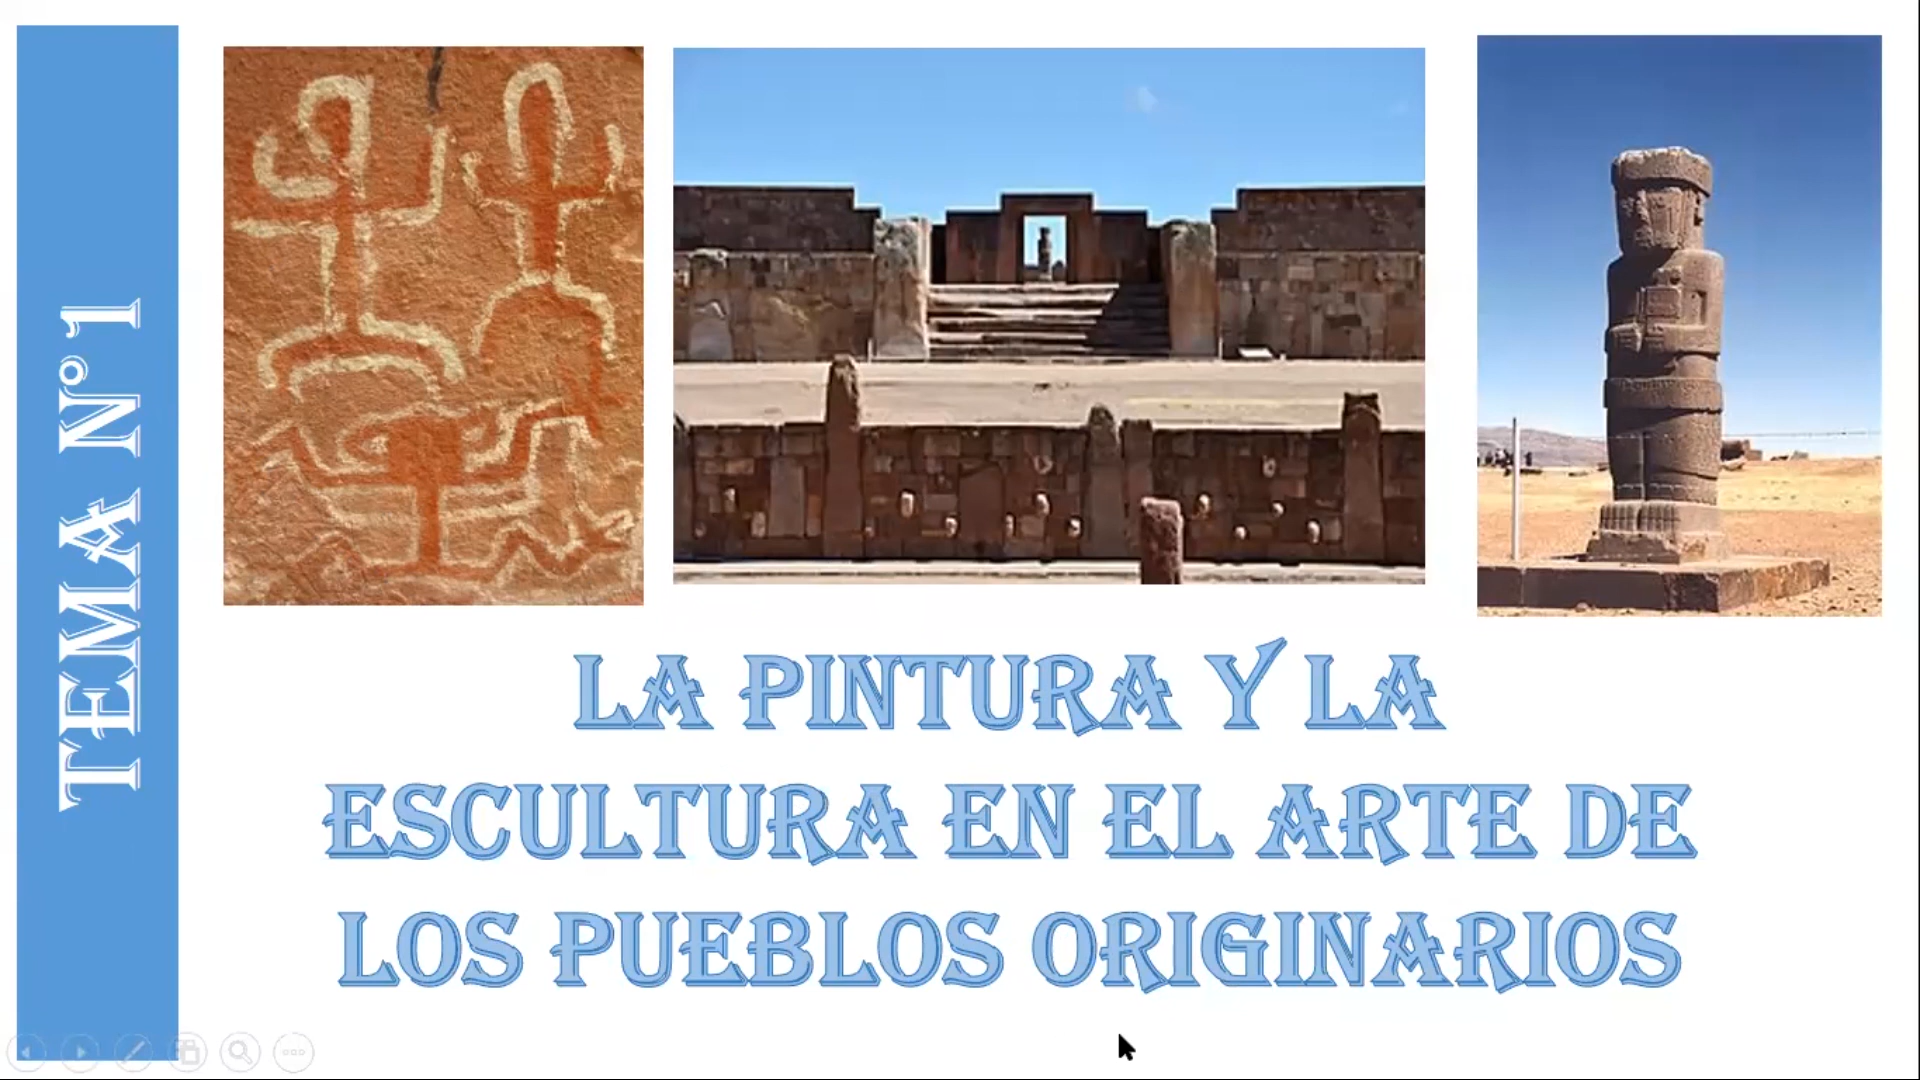 TEMA N°1
LA PINTURA Y LA
ESCULTURA EN EL ARTE DE
LOS PUEBLOS ORIGINARIOS